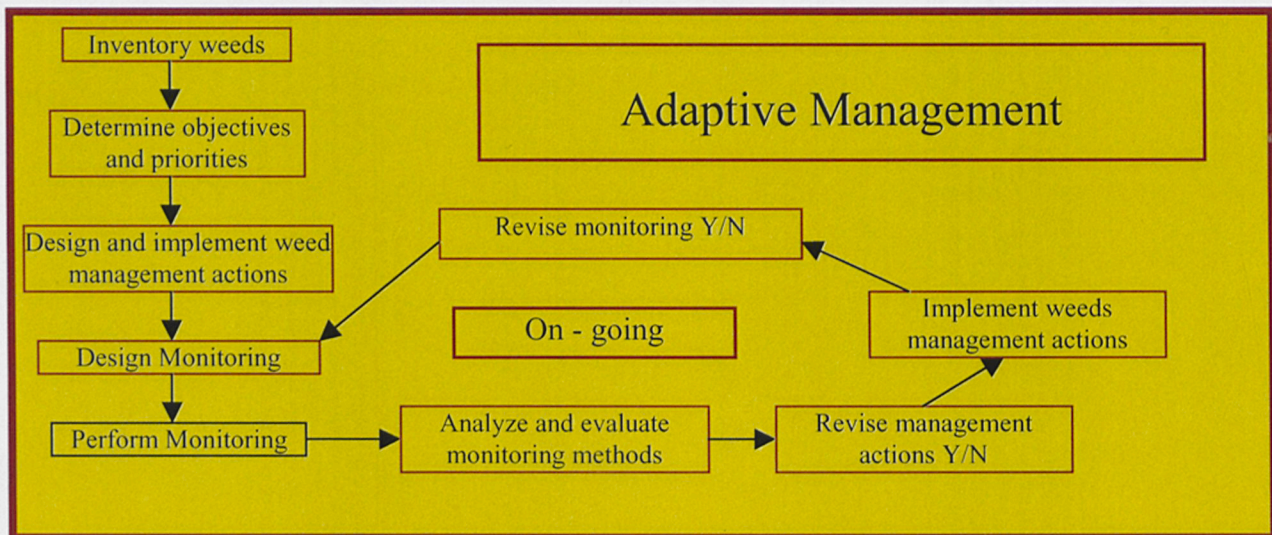 Inventory weeds
Adaptive Management
Determine objectives
and priorities
Design and implement weed
management actions
Revise monitoring Y/N
Implement weeds
management actions
On - going
Design Monitoring
Perform Monitoring
Analyze and evaluate
monitoring methods
Revise management
actions Y/N